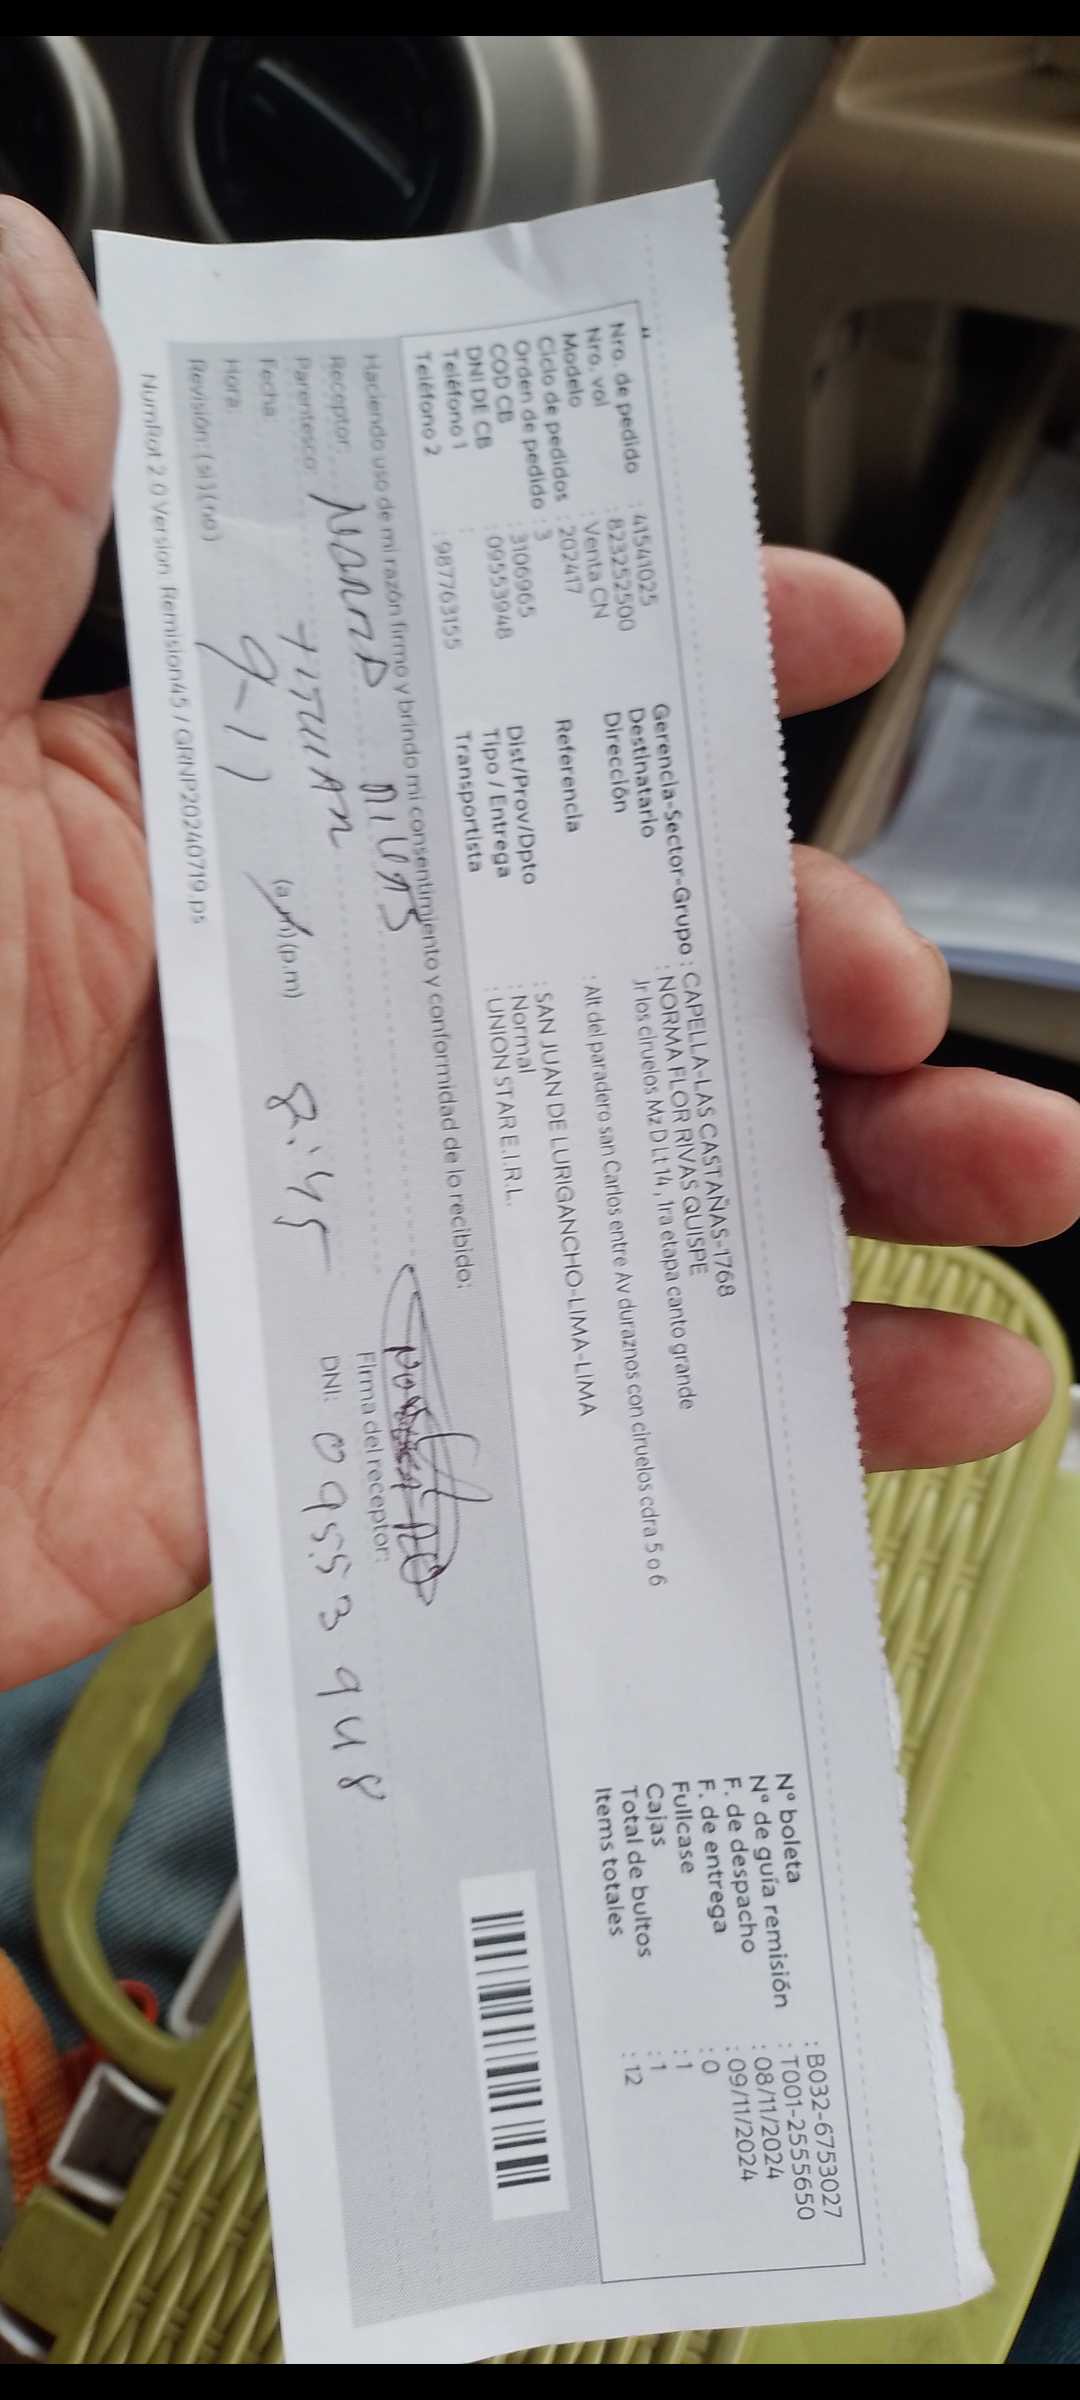 Nro. de pedido : 41541025
Nro. vol : 823252500
Modelo : Venta CN
Ciclo de pedidos : 202417
Orden de pedido : 3
COD CB : 3106965
DNI DE CB : 09553948
Teléfono 1 :
Teléfono 2 : 987763155
Gerencia-Sector-Grupo : CAPELLA-LAS CASTAÑAS-1768
Destinatario : NORMA FLOR RIVAS QUISPE
Dirección : Jr los ciruelos Mz D Lt 14 , 1ra etapa canto grande
Referencia : Alt del paradero san Carlos entre Av duraznos con ciruelos cdra 5 o 6
Dist/Prov/Dpto : SAN JUAN DE LURIGANCHO-LIMA-LIMA
Tipo / Entrega : Normal
Transportista : UNION STAR E.I.R.L.
Nº boleta : B032-6753027
Nº de guía remisión : T001-2555650
F. de despacho : 08/11/2024
F. de entrega : 09/11/2024
Fullcase : 0
Cajas : 1
Total de bultos : 1
Items totales : 12
Haciendo uso de mi razón firmo y brindo mi consentimiento y conformidad de lo recibido:
Receptor:
Parentesco: TITULAR
Fecha: 9-11
Hora: (a.m) (p.m) 8:45
Revisión: ( si ) ( no )
Firma del receptor:
DNI: 09553948
NumRot 2.0 Version Remision45 / GRNP20240719.ps